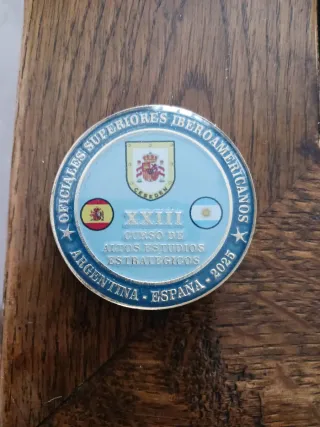 OFICIALES SUPERIORES IBEROAMERICANOS
CESEDEN
XXIII
CURSO DE
ALTOS ESTUDIOS
ESTRATÉGICOS
ARGENTINA - ESPAÑA - 2025